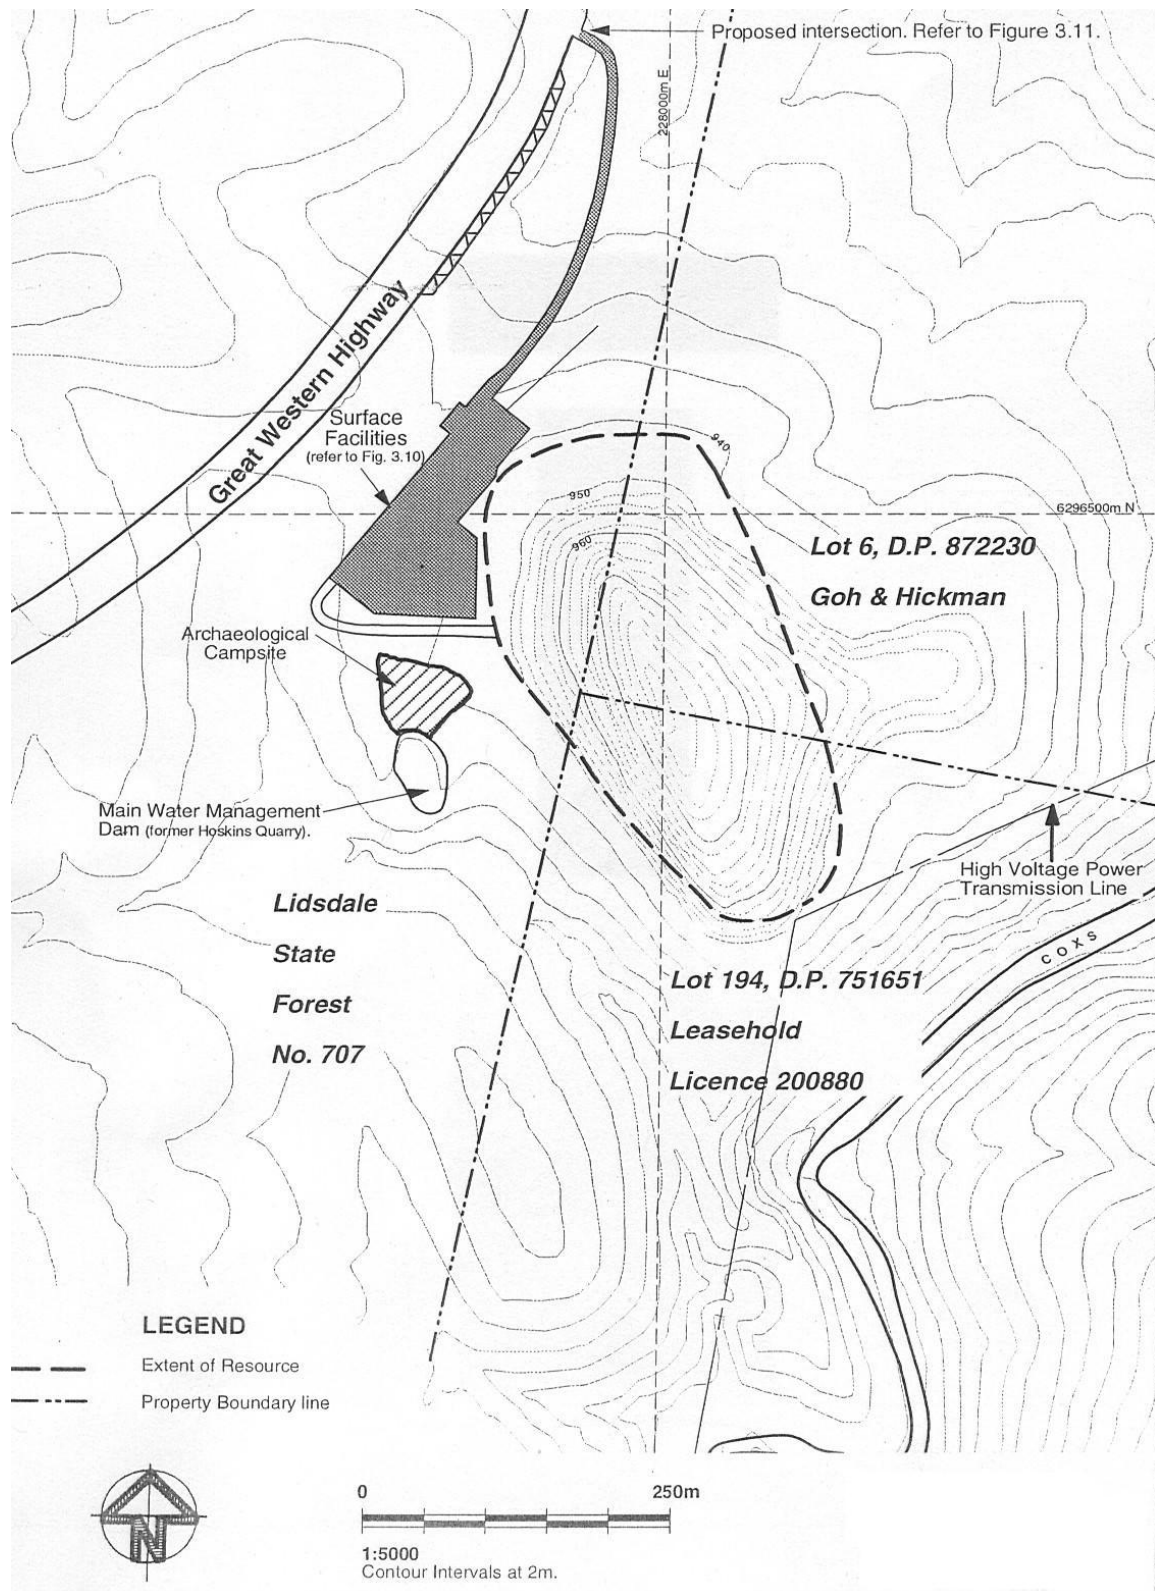 Proposed intersection. Refer to Figure 3.11.
228000m E
Great Western Highway
Surface
Facilities
(refer to Fig. 3.10)
940
950
960
6296500m N
Lot 6, D.P. 872230
Goh & Hickman
Archaeological
Campsite
Main Water Management
Dam (former Hoskins Quarry).
High Voltage Power
Transmission Line
COXS
Lidsdale
State
Forest
No. 707
Lot 194, D.P. 751651
Leasehold
Licence 200880
LEGEND
Extent of Resource
Property Boundary line
N
0 250m
1:5000
Contour Intervals at 2m.